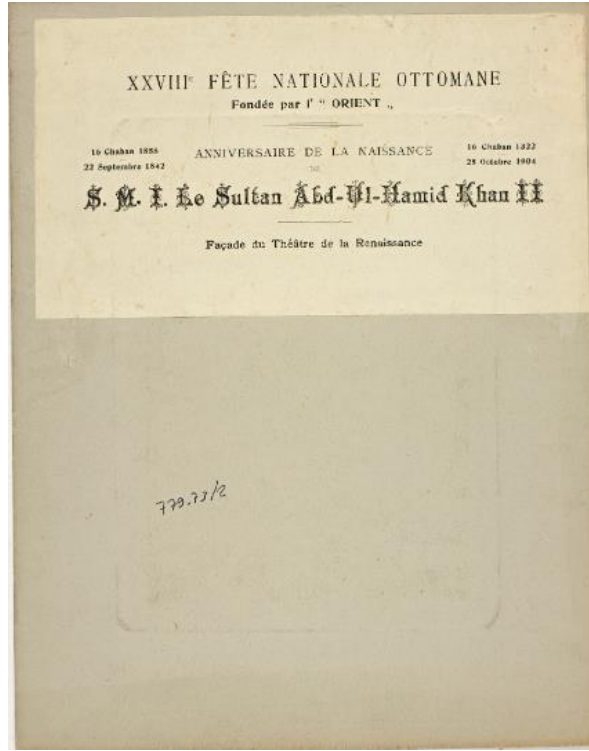 XXVIIIe FÊTE NATIONALE OTTOMANE
Fondée par l' " ORIENT „
16 Chaban 1322
28 Octobre 1904
ANNIVERSAIRE DE LA NAISSANCE
DE
16 Chaban
22 Septembre 1842
S. M. I. Le Sultan Abd-Ul-Hamid Khan II
Façade du Théâtre de la Renaissance
779.73/2